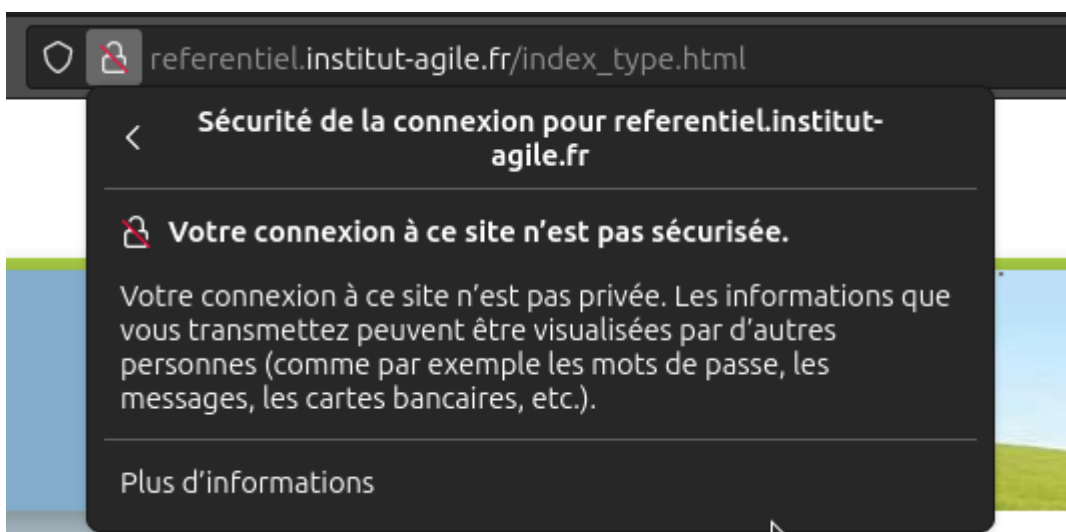 referentiel.institut-agile.fr/index_type.html
Sécurité de la connexion pour referentiel.institut-
agile.fr
Votre connexion à ce site n’est pas sécurisée.
Votre connexion à ce site n’est pas privée. Les informations que
vous transmettez peuvent être visualisées par d’autres
personnes (comme par exemple les mots de passe, les
messages, les cartes bancaires, etc.).
Plus d’informations